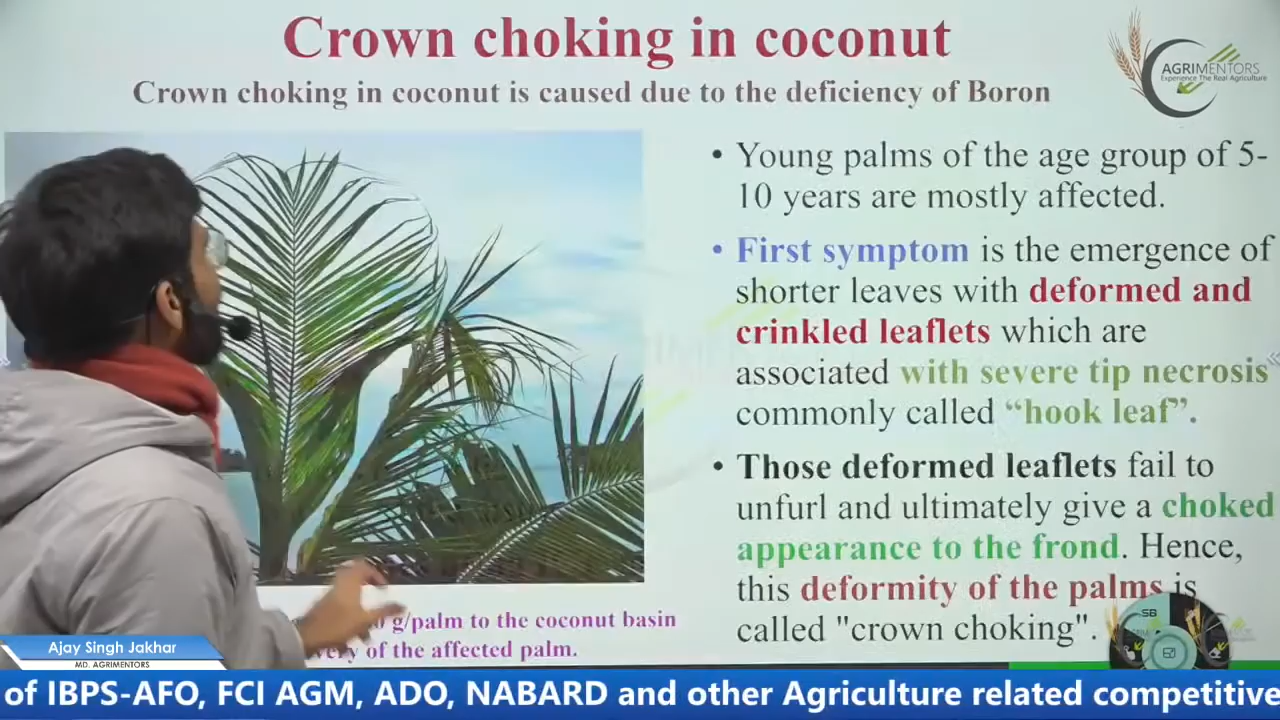 Crown choking in coconut
AGRIMENTORS
Experience The Real Agriculture
Crown choking in coconut is caused due to the deficiency of Boron
• Young palms of the age group of 5-
10 years are mostly affected.
• First symptom is the emergence of
shorter leaves with deformed and
crinkled leaflets which are
associated with severe tip necrosis
commonly called “hook leaf”.
• Those deformed leaflets fail to
unfurl and ultimately give a choked
appearance to the frond. Hence,
this deformity of the palms is
called "crown choking".
g/palm to the coconut basin
of the affected palm.
Ajay Singh Jakhar
MD. AGRIMENTORS
of IBPS-AFO, FCI AGM, ADO, NABARD and other Agriculture related competitive